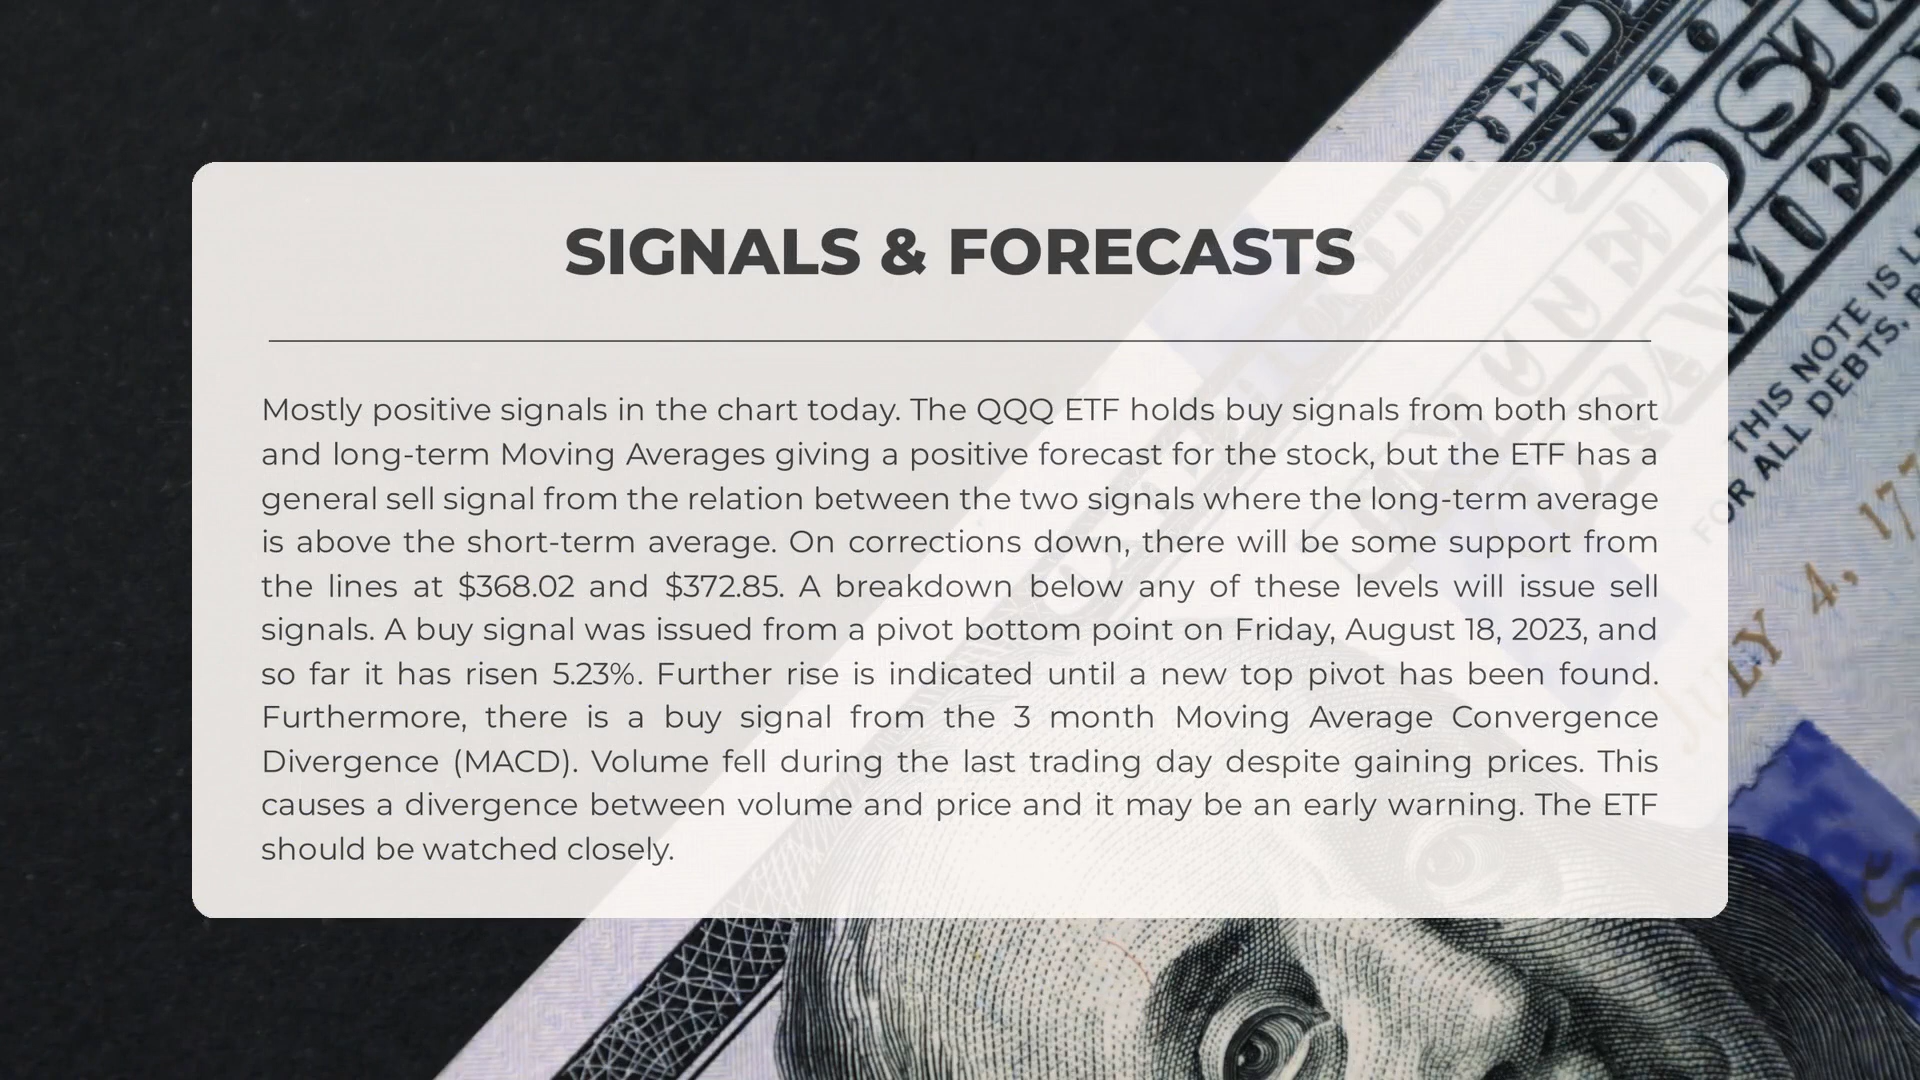 SIGNALS & FORECASTS
Mostly positive signals in the chart today. The QQQ ETF holds buy signals from both short
and long-term Moving Averages giving a positive forecast for the stock, but the ETF has a
general sell signal from the relation between the two signals where the long-term average
is above the short-term average. On corrections down, there will be some support from
the lines at $368.02 and $372.85. A breakdown below any of these levels will issue sell
signals. A buy signal was issued from a pivot bottom point on Friday, August 18, 2023, and
so far it has risen 5.23%. Further rise is indicated until a new top pivot has been found.
Furthermore, there is a buy signal from the 3 month Moving Average Convergence
Divergence (MACD). Volume fell during the last trading day despite gaining prices. This
causes a divergence between volume and price and it may be an early warning. The ETF
should be watched closely.
THIS NOTE IS
FOR ALL DEBTS,
JULY 4,